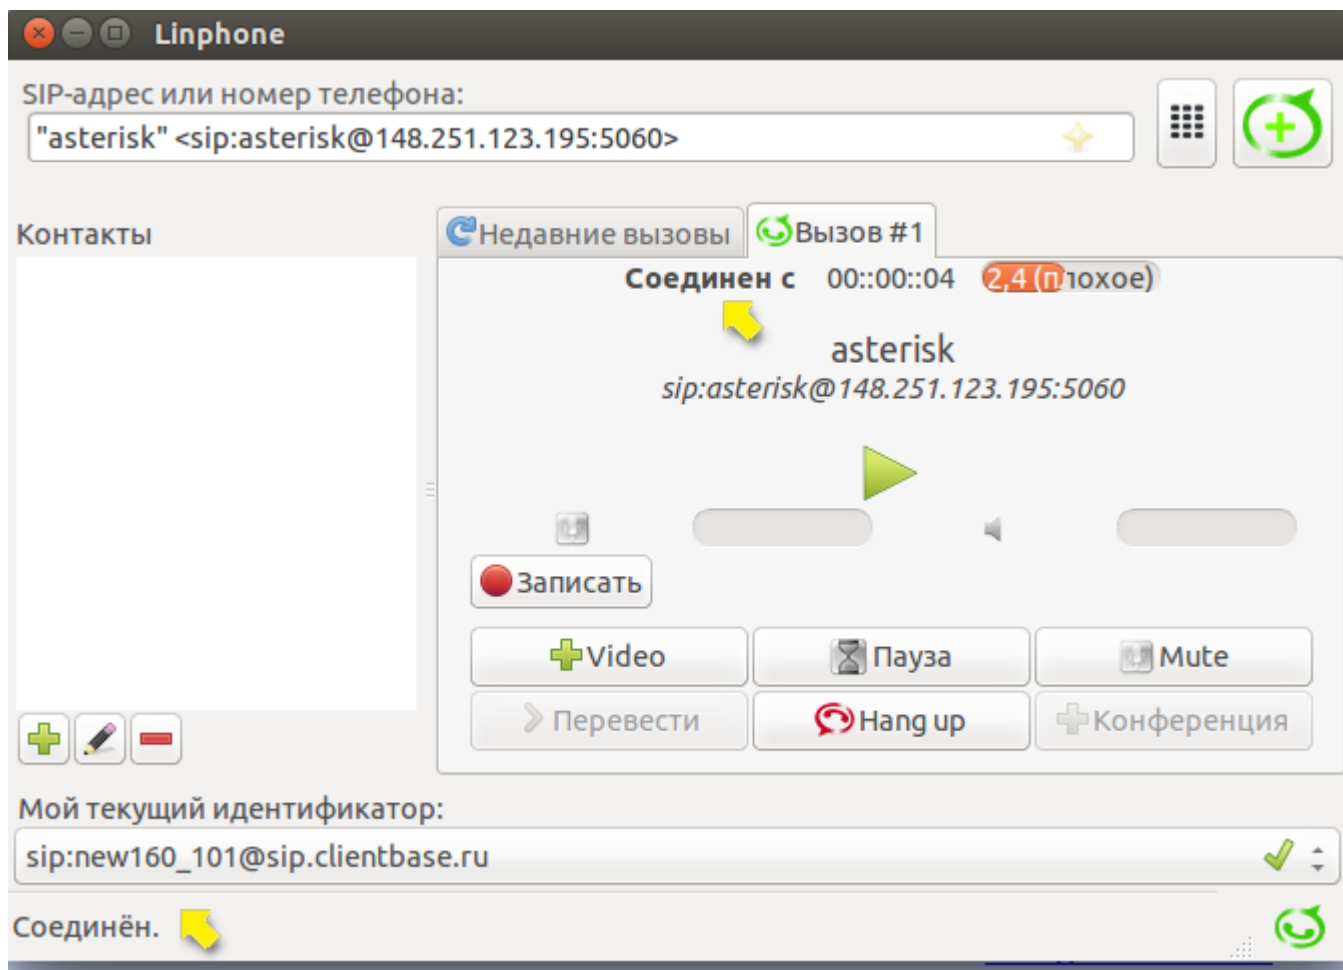 Linphone
SIP-адрес или номер телефона:
"asterisk" <sip:asterisk@148.251.123.195:5060>
Контакты
Недавние вызовы
Вызов #1
Соединен с 00::00::04 2,4 (плохое)
asterisk
sip:asterisk@148.251.123.195:5060
Записать
Video
Пауза
Mute
Перевести
Hang up
Конференция
Мой текущий идентификатор:
sip:new160_101@sip.clientbase.ru
Соединён.